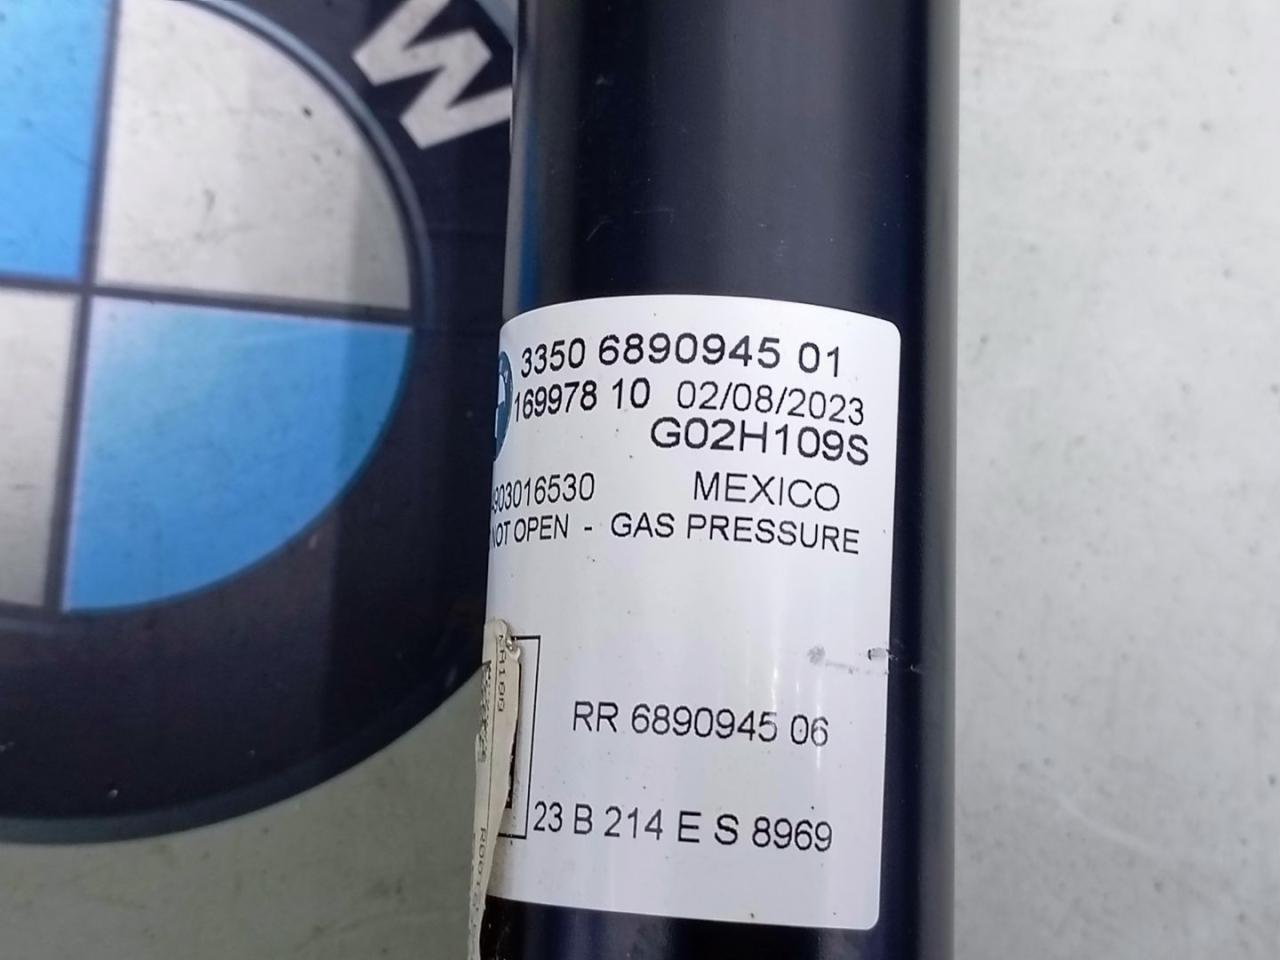 W
3350 6890945 01
169978 10 02/08/2023
G02H109S
903016530 MEXICO
NOT OPEN - GAS PRESSURE
RR 6890945 06
23 B 214 E S 8969